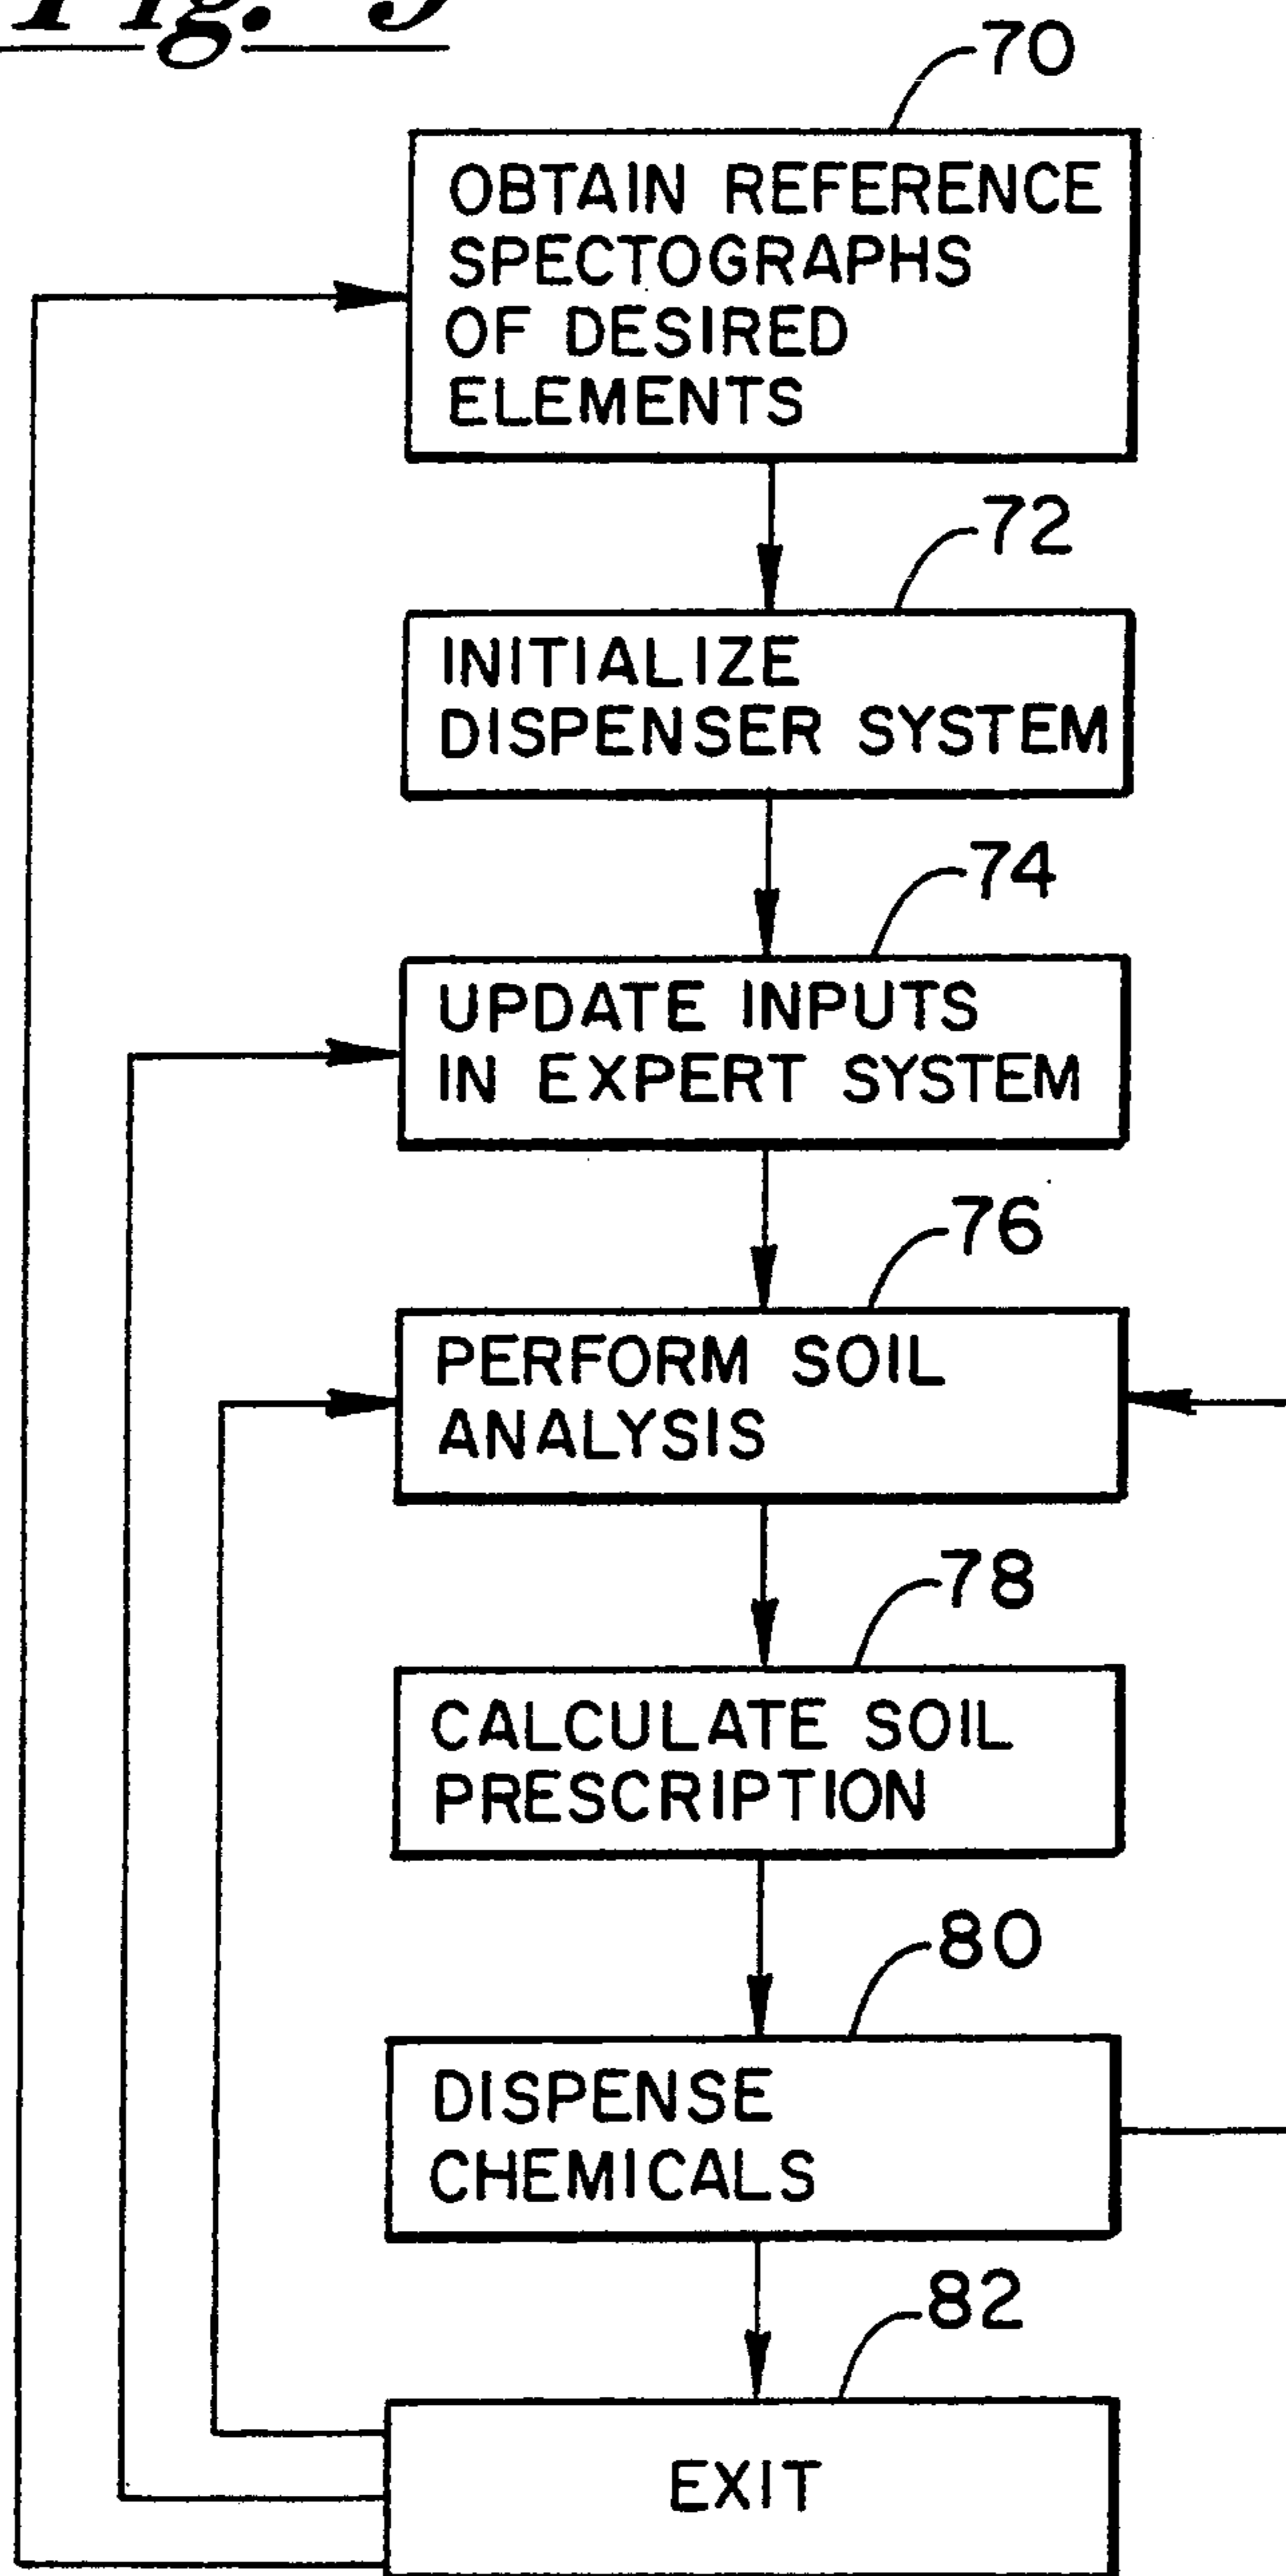 Fig.
70
OBTAIN REFERENCE
SPECTOGRAPHS
OF DESIRED
ELEMENTS
72
INITIALIZE
DISPENSER SYSTEM
74
UPDATE INPUTS
IN EXPERT SYSTEM
76
PERFORM SOIL
ANALYSIS
78
CALCULATE SOIL
PRESCRIPTION
80
DISPENSE
CHEMICALS
82
EXIT